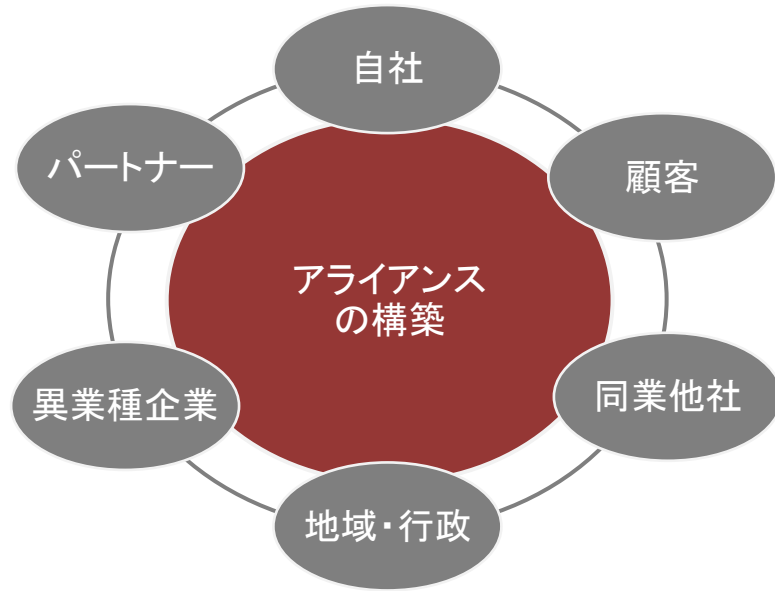 自社
パートナー
顧客
アライアンス
の構築
異業種企業
同業他社
地域・行政